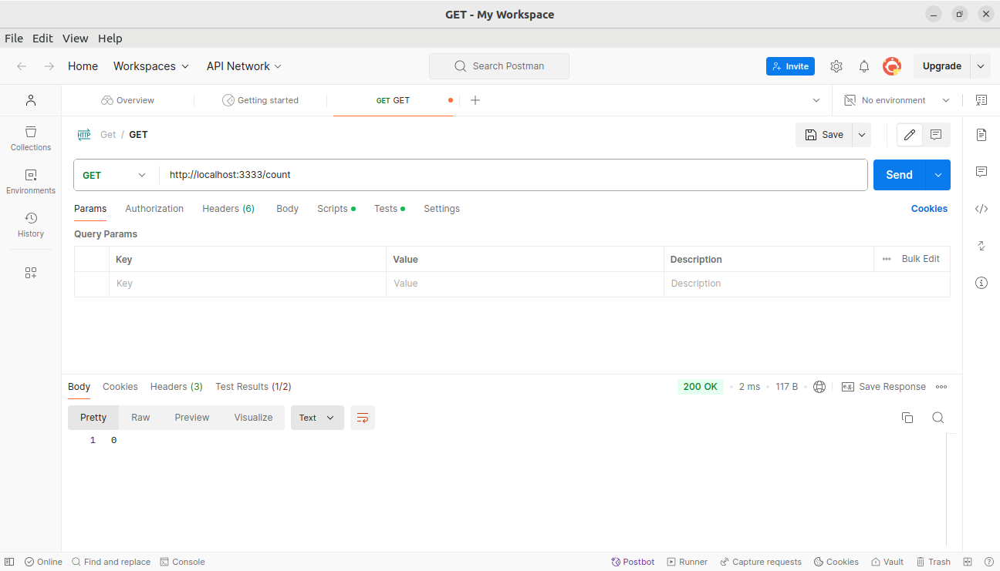 GET - My Workspace
File Edit View Help
Home Workspaces API Network Search Postman Invite Upgrade
Overview Getting started GET GET No environment
HTTP Get / GET Save
GET http://localhost:3333/count Send
Params Authorization Headers (6) Body Scripts Tests Settings Cookies
Query Params
Key Value Description Bulk Edit
Key Value Description
Collections
Environments
History
Body Cookies Headers (3) Test Results (1/2) 200 OK 2 ms 117 B e.g. Save Response
Pretty Raw Preview Visualize Text
1 0
Online Find and replace Console Postbot Runner Capture requests Cookies Vault Trash